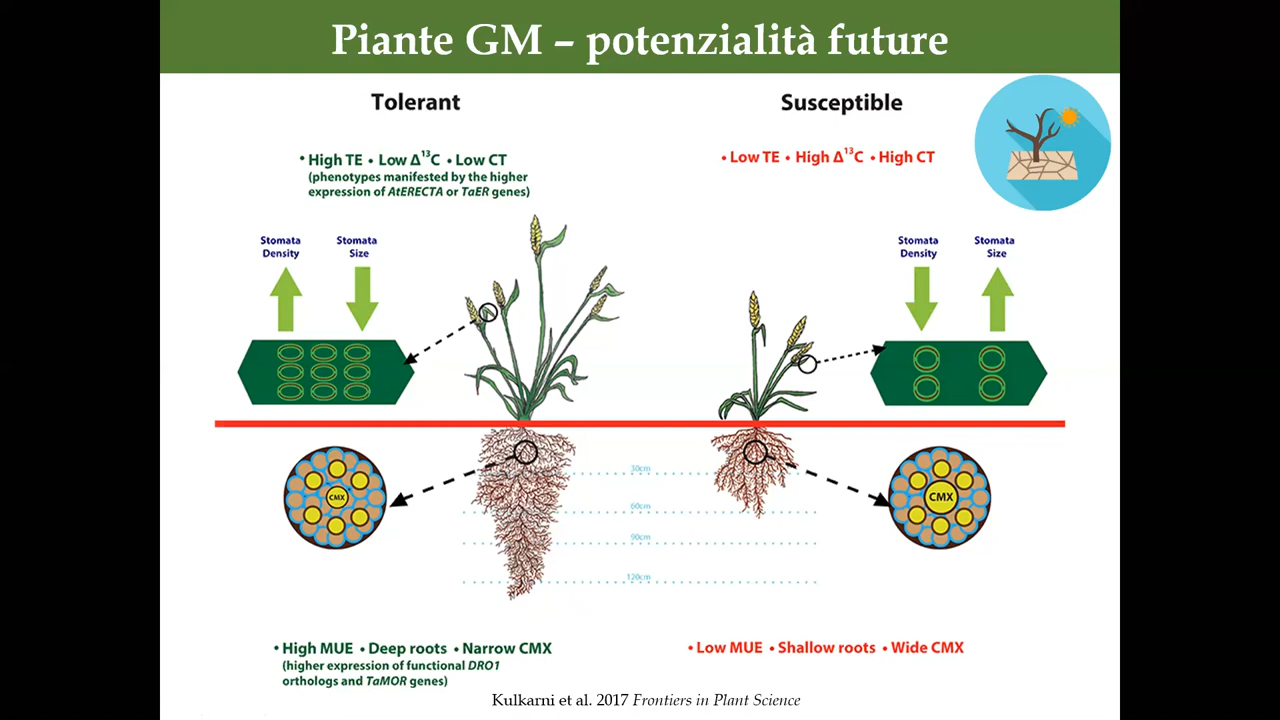 Piante GM – potenzialità future
Tolerant
Susceptible
• High TE • Low Δ¹³C • Low CT
(phenotypes manifested by the higher
expression of AtERECTA or TaER genes)
• Low TE • High Δ¹³C • High CT
Stomata
Density
Stomata
Size
Stomata
Density
Stomata
Size
CMX
CMX
30cm
60cm
90cm
120cm
• High MUE • Deep roots • Narrow CMX
(higher expression of functional DRO1
orthologs and TaMOR genes)
• Low MUE • Shallow roots • Wide CMX
Kulkarni et al. 2017 Frontiers in Plant Science